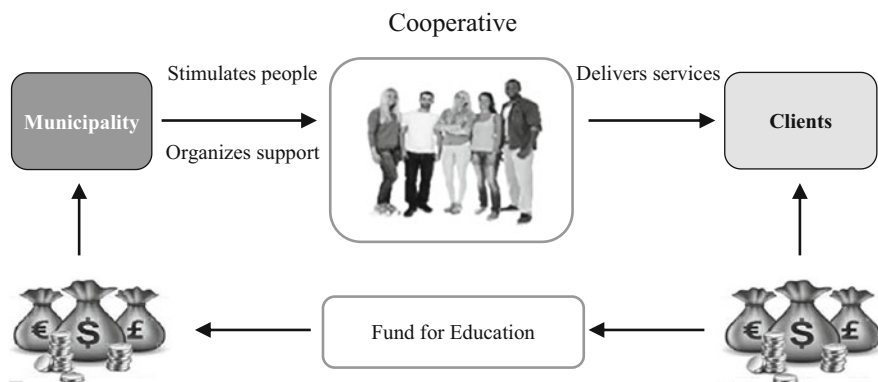 Cooperative
Stimulates people
Delivers services
Municipality
Clients
Organizes support
Fund for Education
€ $ £
€ $ £